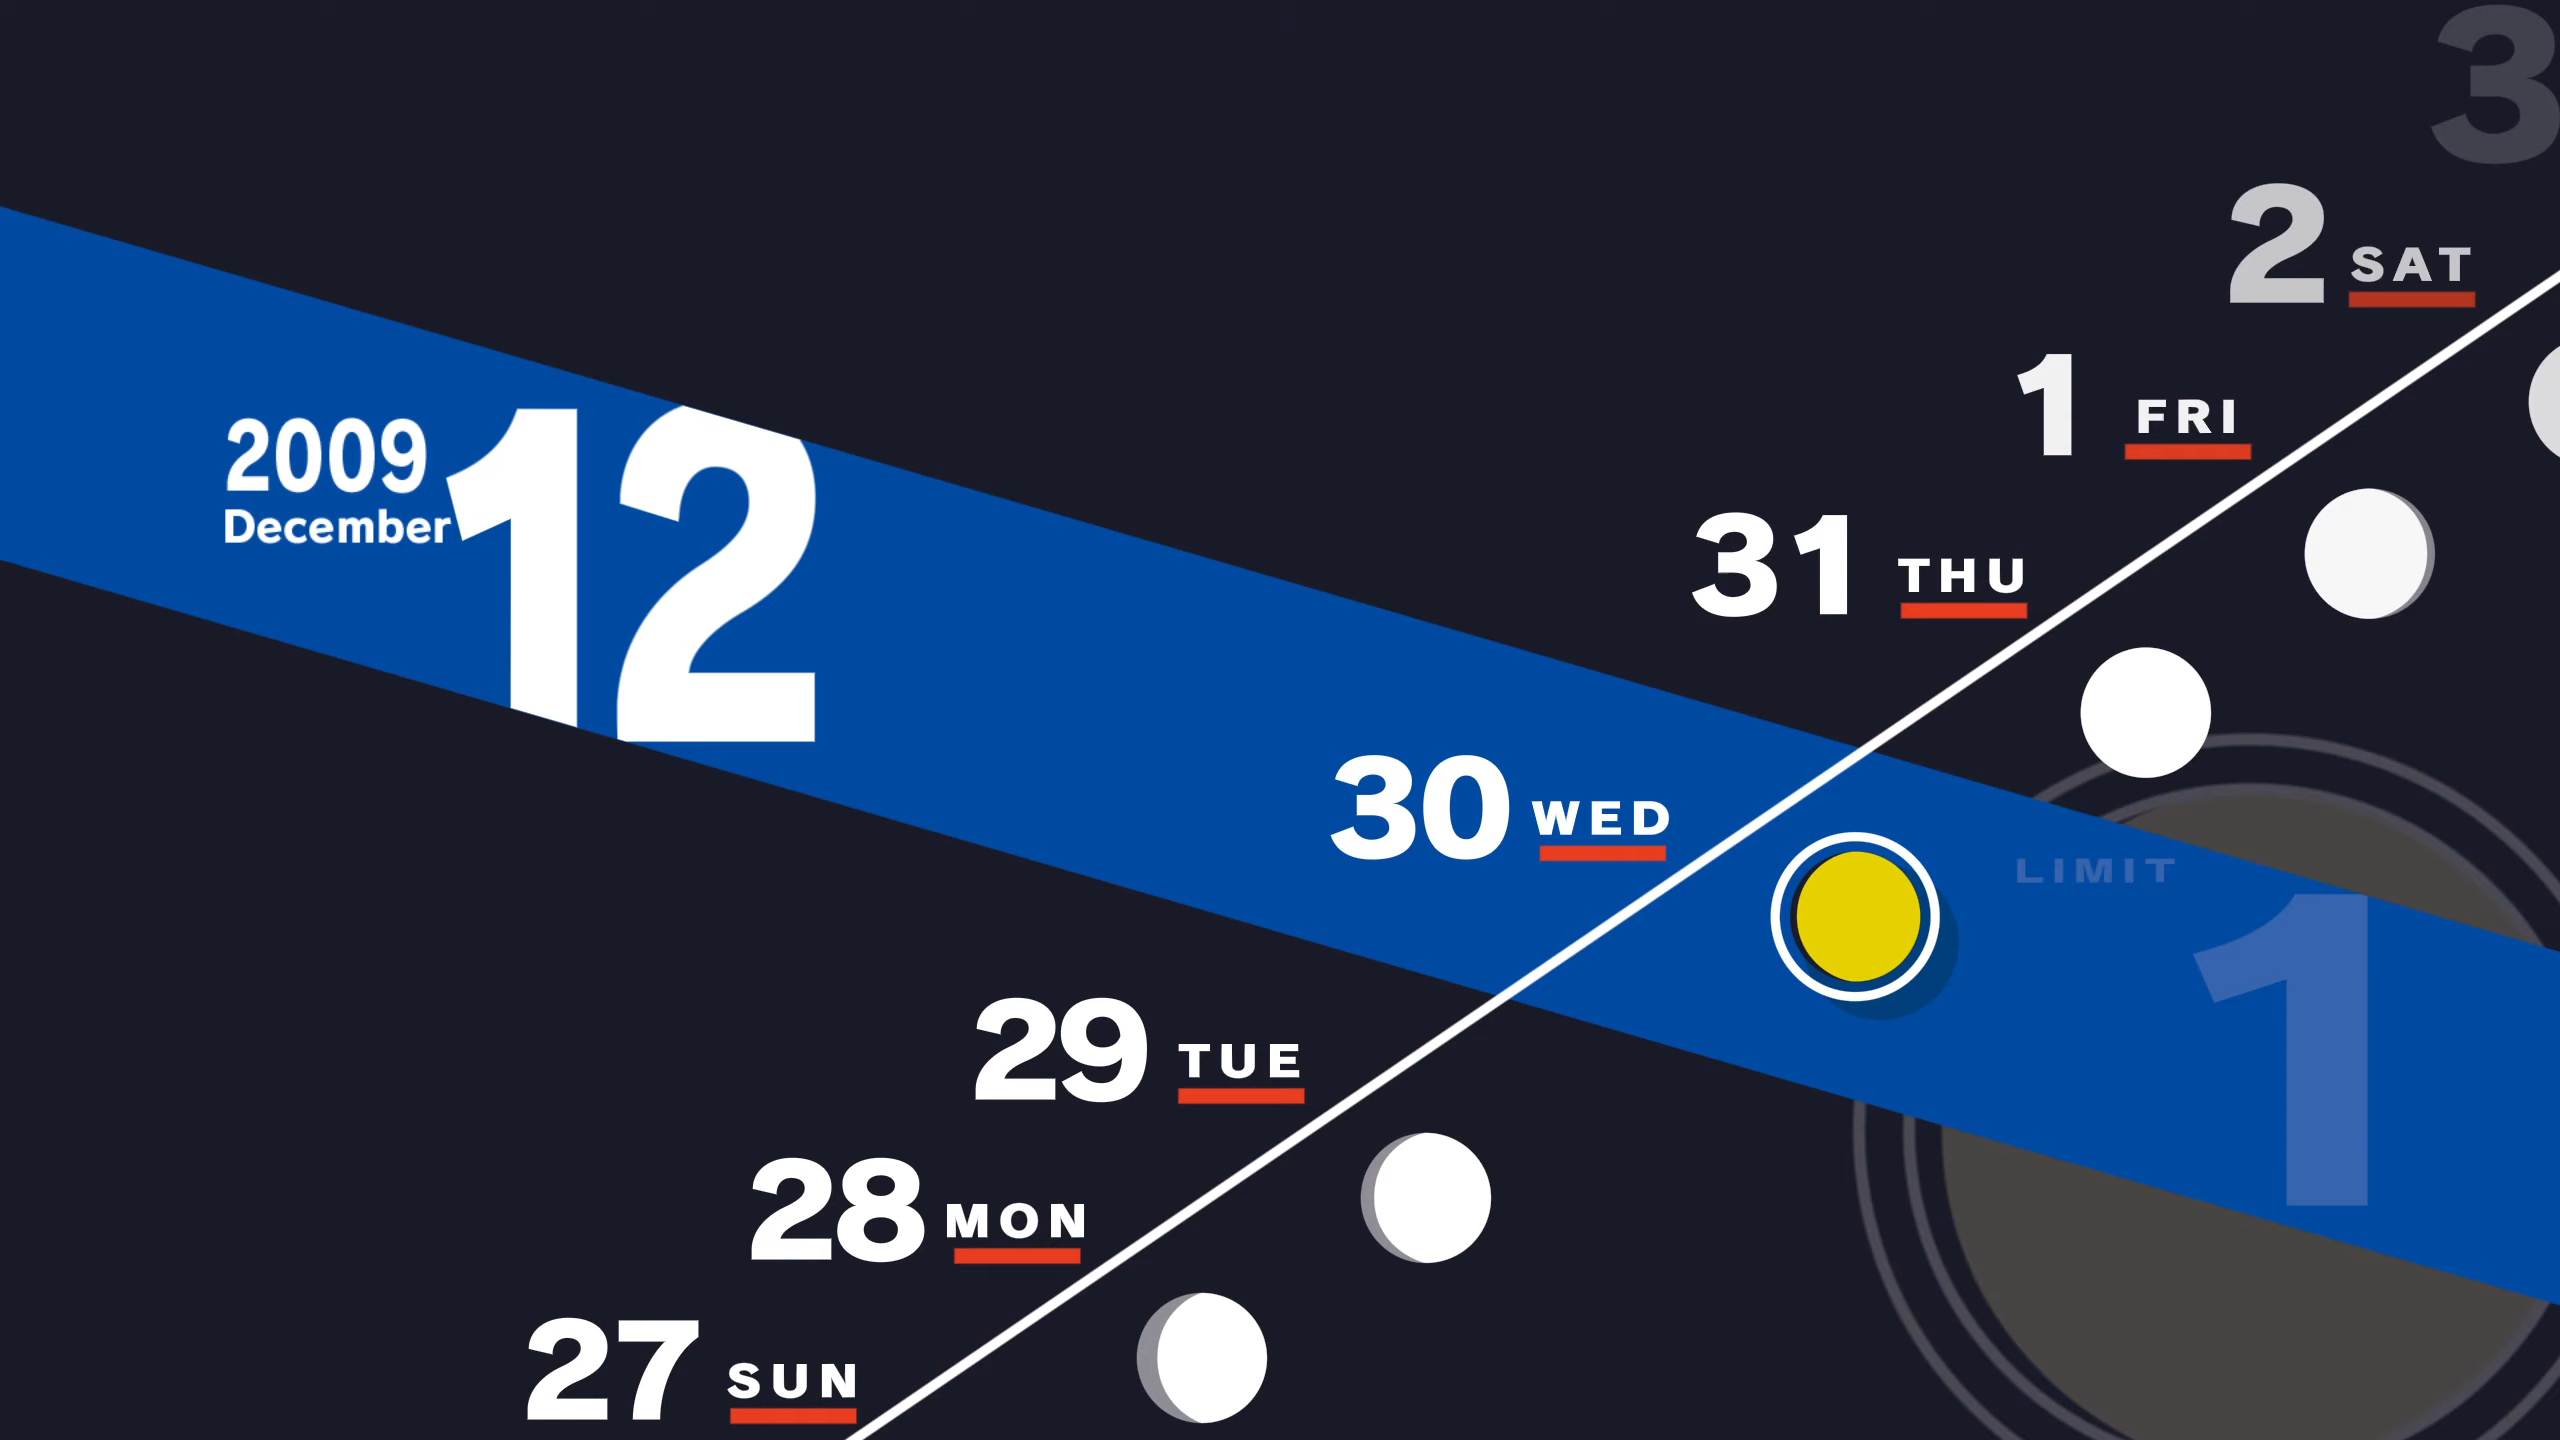 2009
December
12
3
2 SAT
1 FRI
31 THU
30 WED
29 TUE
28 MON
27 SUN
LIMIT
1